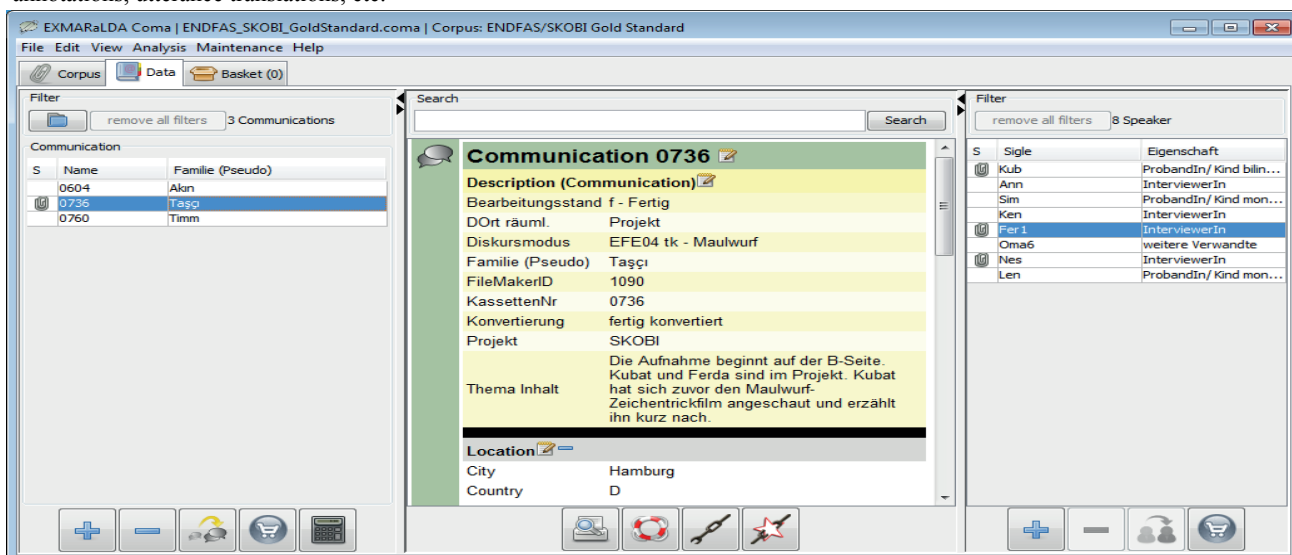 annotations, utterance translations, etc.
EXMARaLDA Coma | ENDFAS_SKOBI_GoldStandard.coma | Corpus: ENDFAS/SKOBI Gold Standard
File Edit View Analysis Maintenance Help
Corpus Data Basket (0)
Filter
remove all filters 3 Communications
Communication
S Name Familie (Pseudo)
0604 Akın
0736 Taşçı
0760 Timm
Search
Search
Communication 0736
Description (Communication)
Bearbeitungsstand f - Fertig
DOrt räuml. Projekt
Diskursmodus EFE04 tk - Maulwurf
Familie (Pseudo) Taşçı
FileMakerID 1090
KassettenNr 0736
Konvertierung fertig konvertiert
Projekt SKOBI
Thema Inhalt Die Aufnahme beginnt auf der B-Seite.
Kubat und Ferda sind im Projekt. Kubat
hat sich zuvor den Maulwurf-
Zeichentrickfilm angeschaut und erzählt
ihn kurz nach.
Location
City Hamburg
Country D
Filter
remove all filters 8 Speaker
S Sigle Eigenschaft
Kub ProbandIn/ Kind bilin...
Ann InterviewerIn
Sim ProbandIn/ Kind mon...
Ken InterviewerIn
Fer1 InterviewerIn
Oma6 weitere Verwandte
Nes InterviewerIn
Len ProbandIn/ Kind mon...